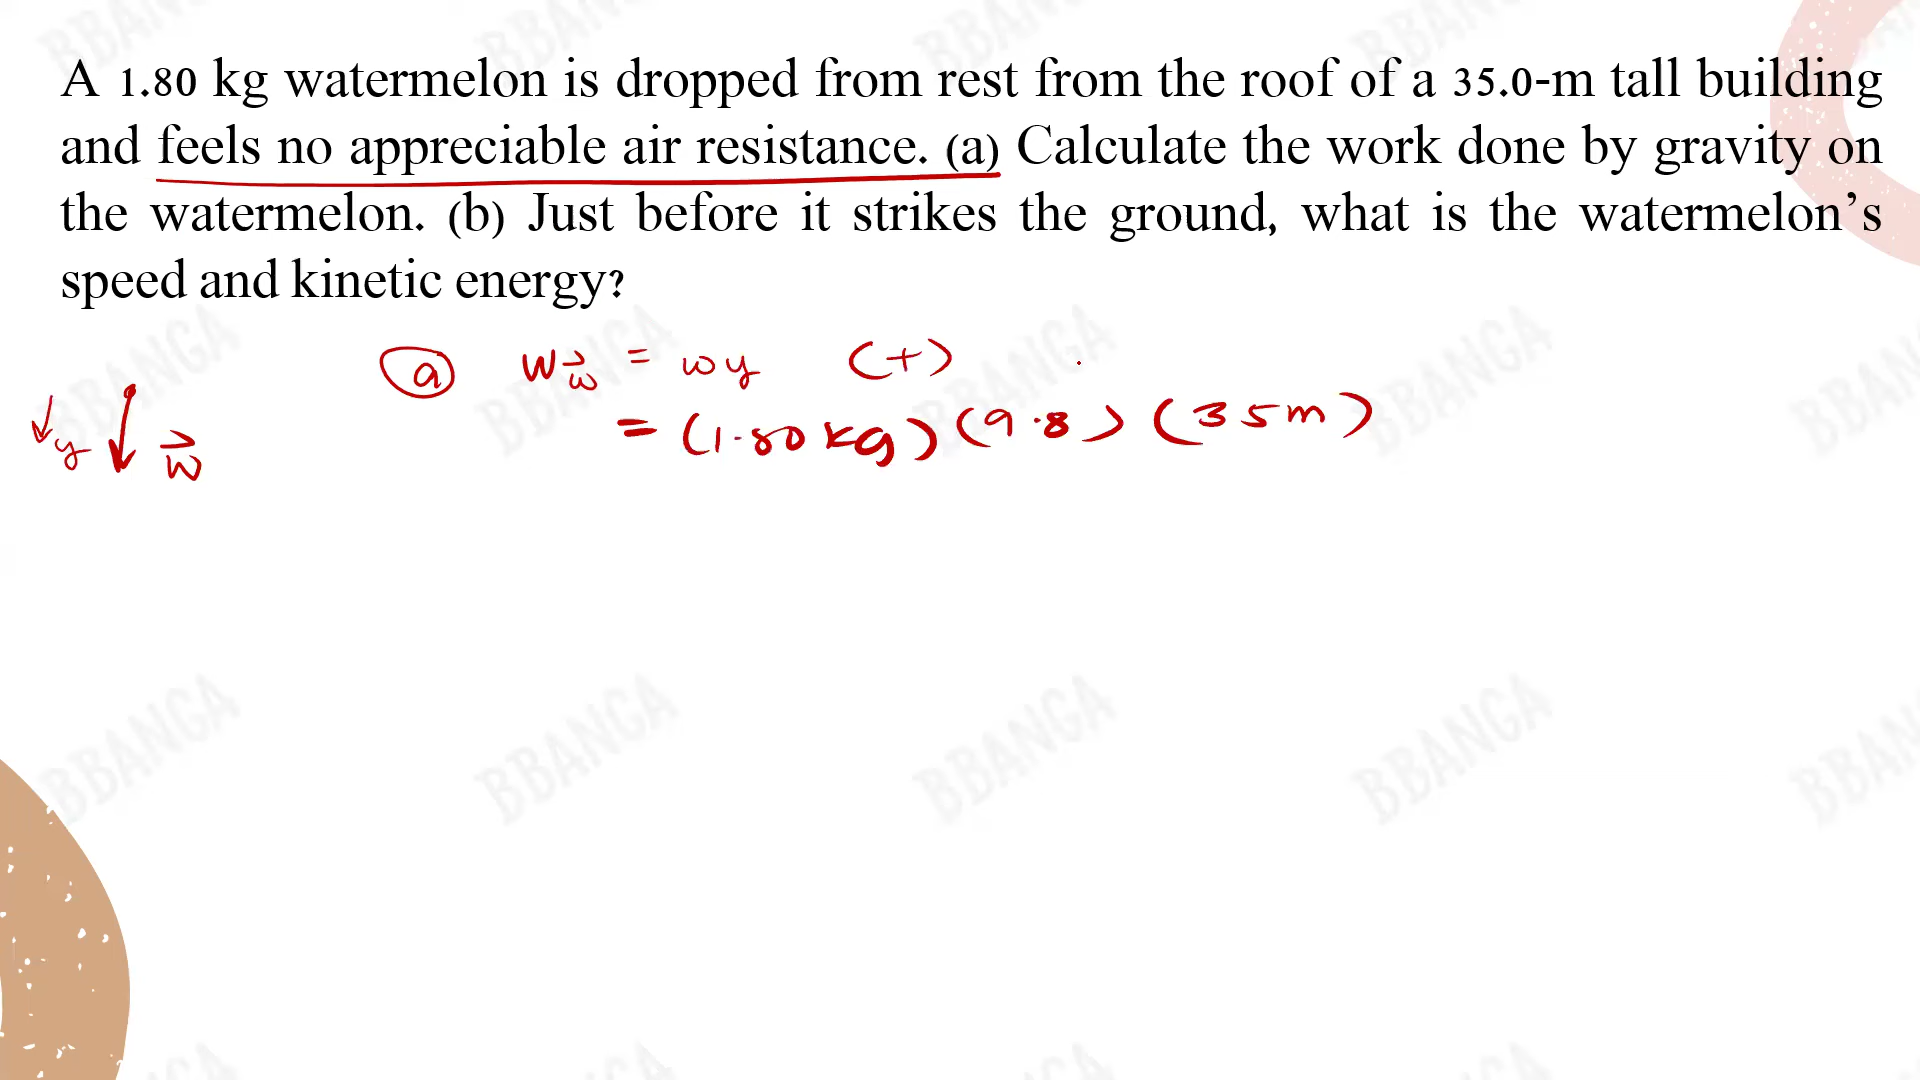 A 1.80 kg watermelon is dropped from rest from the roof of a 35.0-m tall building
and feels no appreciable air resistance. (a) Calculate the work done by gravity on
the watermelon. (b) Just before it strikes the ground, what is the watermelon's
speed and kinetic energy?
a W w⃗ = wy (+)
= (1.80 kg) (9.8) (35m)
y w⃗
BBANGA